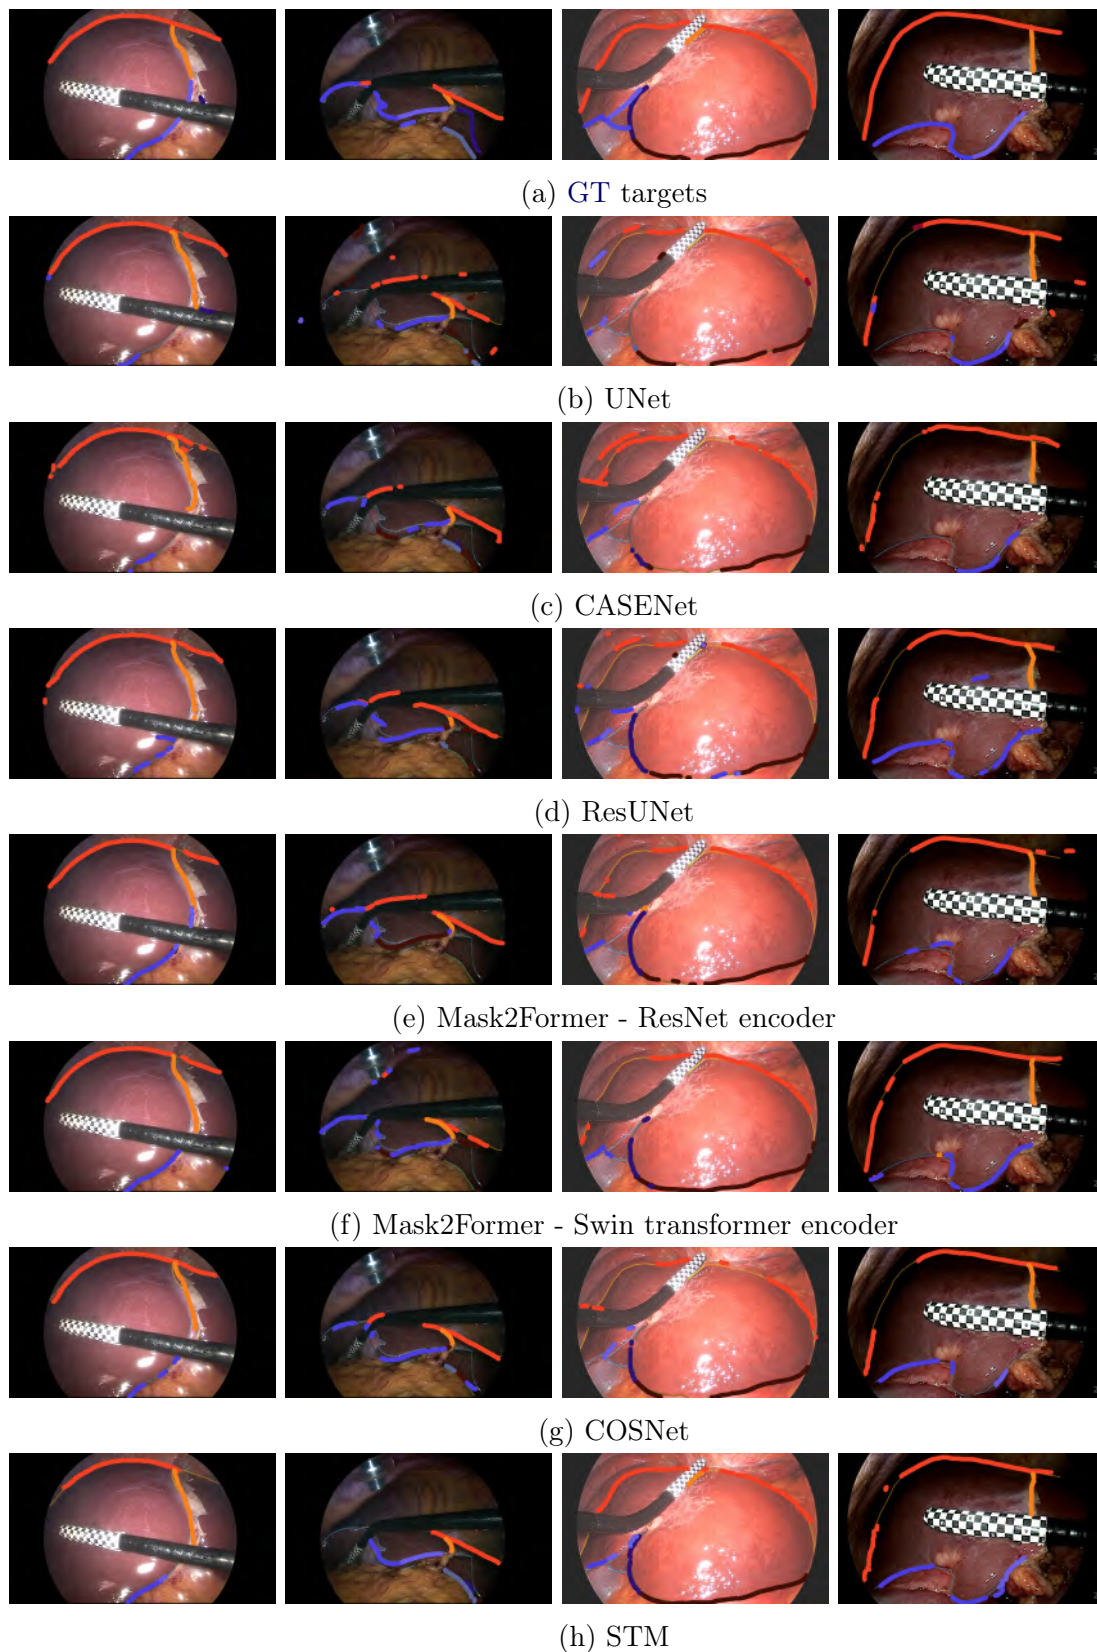 (a) GT targets
(b) UNet
(c) CASENet
(d) ResUNet
(e) Mask2Former - ResNet encoder
(f) Mask2Former - Swin transformer encoder
(g) COSNet
(h) STM